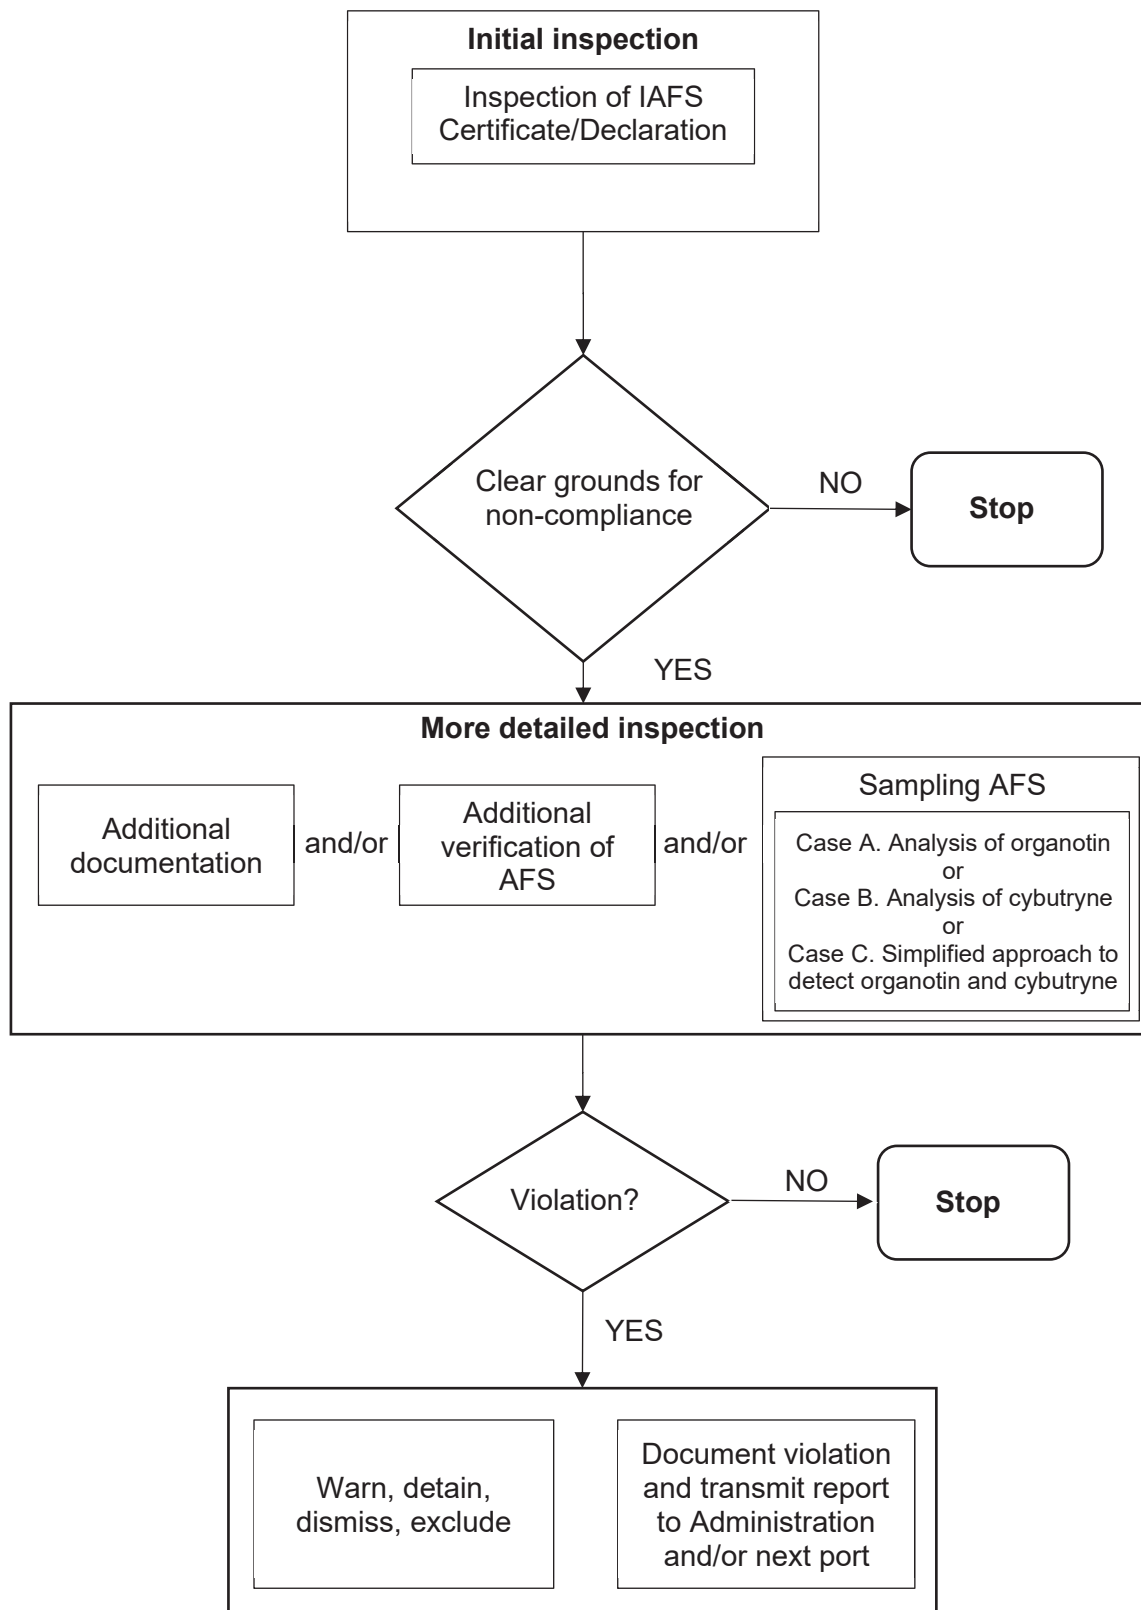 Initial inspection
Inspection of IAFS
Certificate/Declaration
Clear grounds for
non-compliance
NO
Stop
YES
More detailed inspection
Additional
documentation
and/or
Additional
verification of
AFS
and/or
Sampling AFS
Case A. Analysis of organotin
or
Case B. Analysis of cybutryne
or
Case C. Simplified approach to
detect organotin and cybutryne
Violation?
NO
Stop
YES
Warn, detain,
dismiss, exclude
Document violation
and transmit report
to Administration
and/or next port